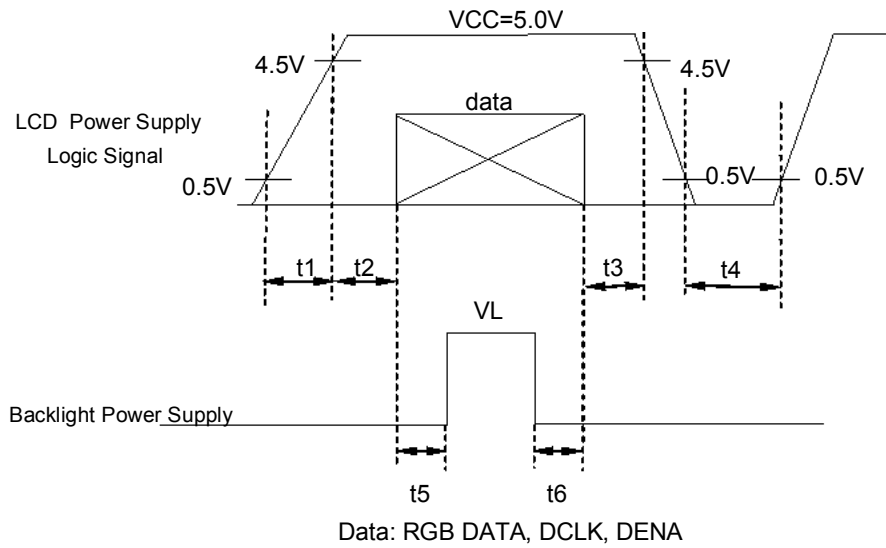 VCC=5.0V
4.5V
4.5V
data
LCD Power Supply
Logic Signal
0.5V
0.5V
0.5V
t1
t2
t3
t4
VL
Backlight Power Supply
t5
t6
Data: RGB DATA, DCLK, DENA